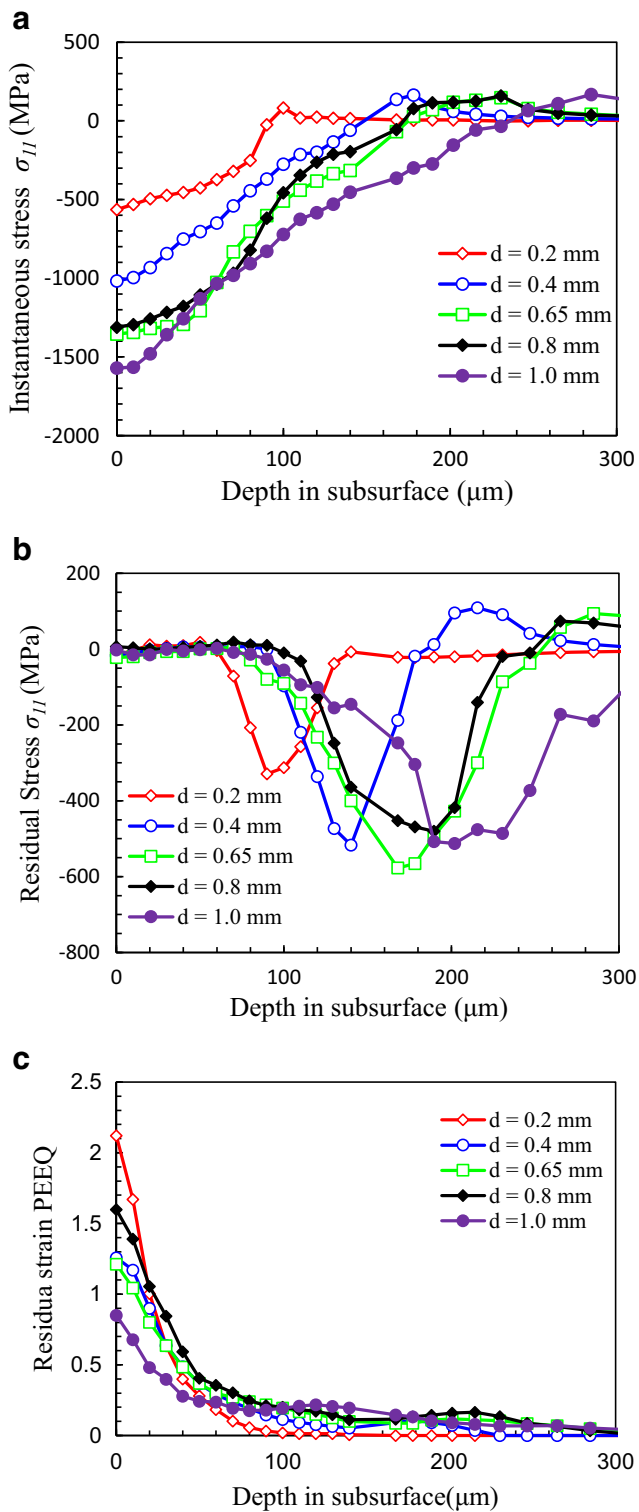 a
500
0
-500
-1000
-1500
-2000
Instantaneous stress σ11 (MPa)
d = 0.2 mm
d = 0.4 mm
d = 0.65 mm
d = 0.8 mm
d = 1.0 mm
0 100 200 300
Depth in subsurface (μm)
b
200
0
-200
-400
-600
-800
Residual Stress σ11 (MPa)
d = 0.2 mm
d = 0.4 mm
d = 0.65 mm
d = 0.8 mm
d = 1.0 mm
0 100 200 300
Depth in subsurface (μm)
c
2.5
2
1.5
1
0.5
0
Residua strain PEEQ
d = 0.2 mm
d = 0.4 mm
d = 0.65 mm
d = 0.8 mm
d =1.0 mm
0 100 200 300
Depth in subsurface(μm)